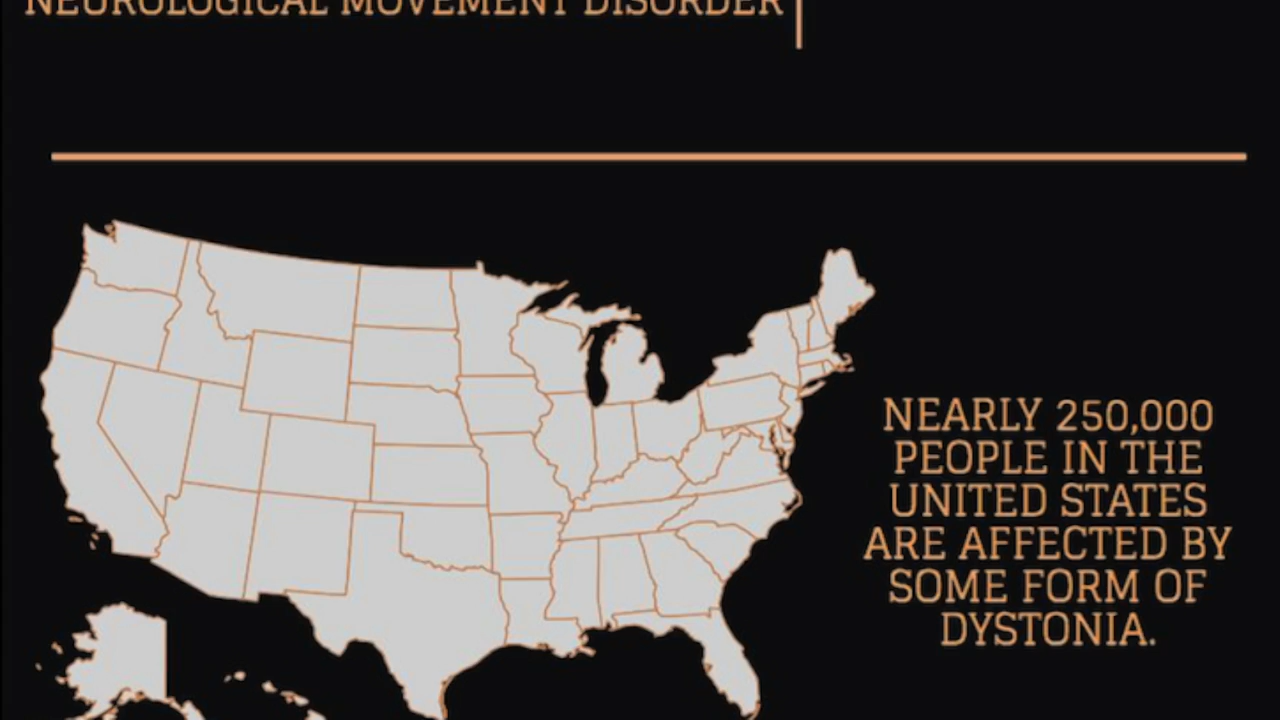 NEUROLOGICAL MOVEMENT DISORDER
NEARLY 250,000
PEOPLE IN THE
UNITED STATES
ARE AFFECTED BY
SOME FORM OF
DYSTONIA.